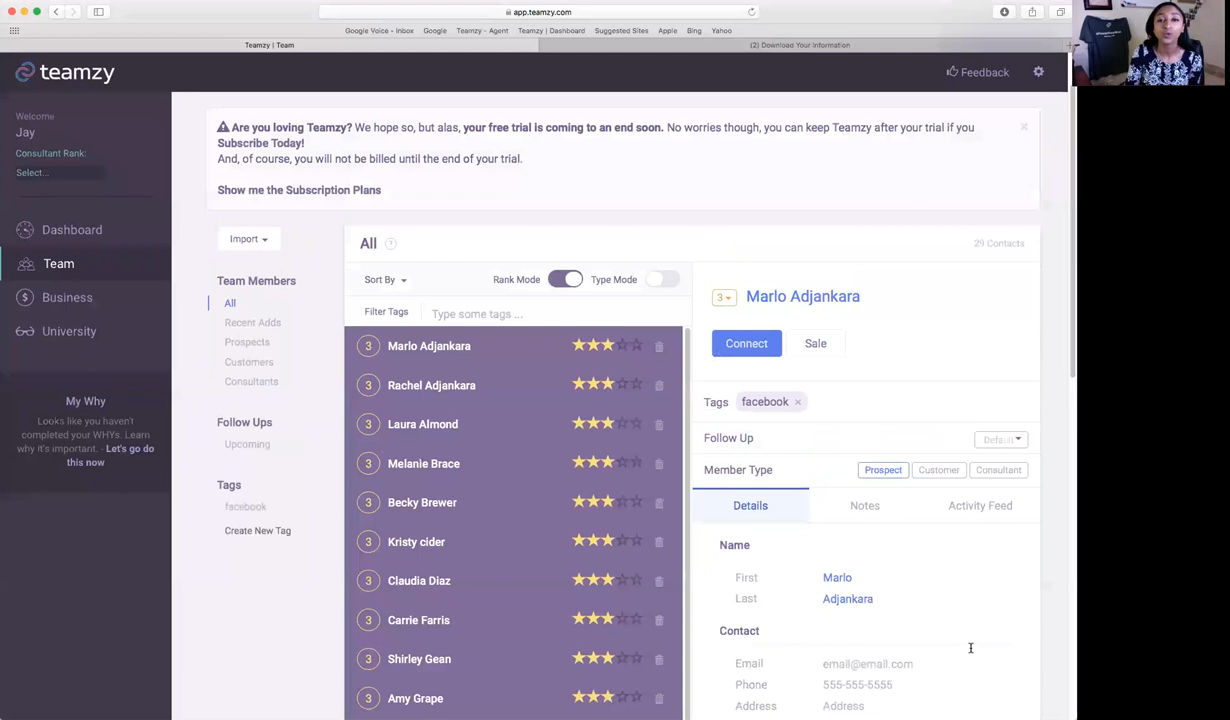 app.teamzy.com
Google Voice - Inbox Google Teamzy - Agent Teamzy | Dashboard Suggested Sites Apple Bing Yahoo
Teamzy | Team
(2) Download Your Information
teamzy
Feedback
Welcome
Jay
Consultant Rank:
Select...
Dashboard
Team
Business
University
My Why
Looks like you haven't
completed your WHYs. Learn
why it's important. - Let's go do
this now
Are you loving Teamzy? We hope so, but alas, your free trial is coming to an end soon. No worries though, you can keep Teamzy after your trial if you
Subscribe Today!
And, of course, you will not be billed until the end of your trial.
Show me the Subscription Plans
Import
Team Members
All
Recent Adds
Prospects
Customers
Consultants
Follow Ups
Upcoming
Tags
facebook
Create New Tag
All ?
29 Contacts
Sort By
Rank Mode
Type Mode
Filter Tags
Type some tags ...
3 Marlo Adjankara
3 Rachel Adjankara
3 Laura Almond
3 Melanie Brace
3 Becky Brewer
3 Kristy cider
3 Claudia Diaz
3 Carrie Farris
3 Shirley Gean
3 Amy Grape
3 Marlo Adjankara
Connect
Sale
Tags facebook ×
Follow Up
Default
Member Type
Prospect
Customer
Consultant
Details
Notes
Activity Feed
Name
First Marlo
Last Adjankara
Contact
Email email@email.com
Phone 555-555-5555
Address Address